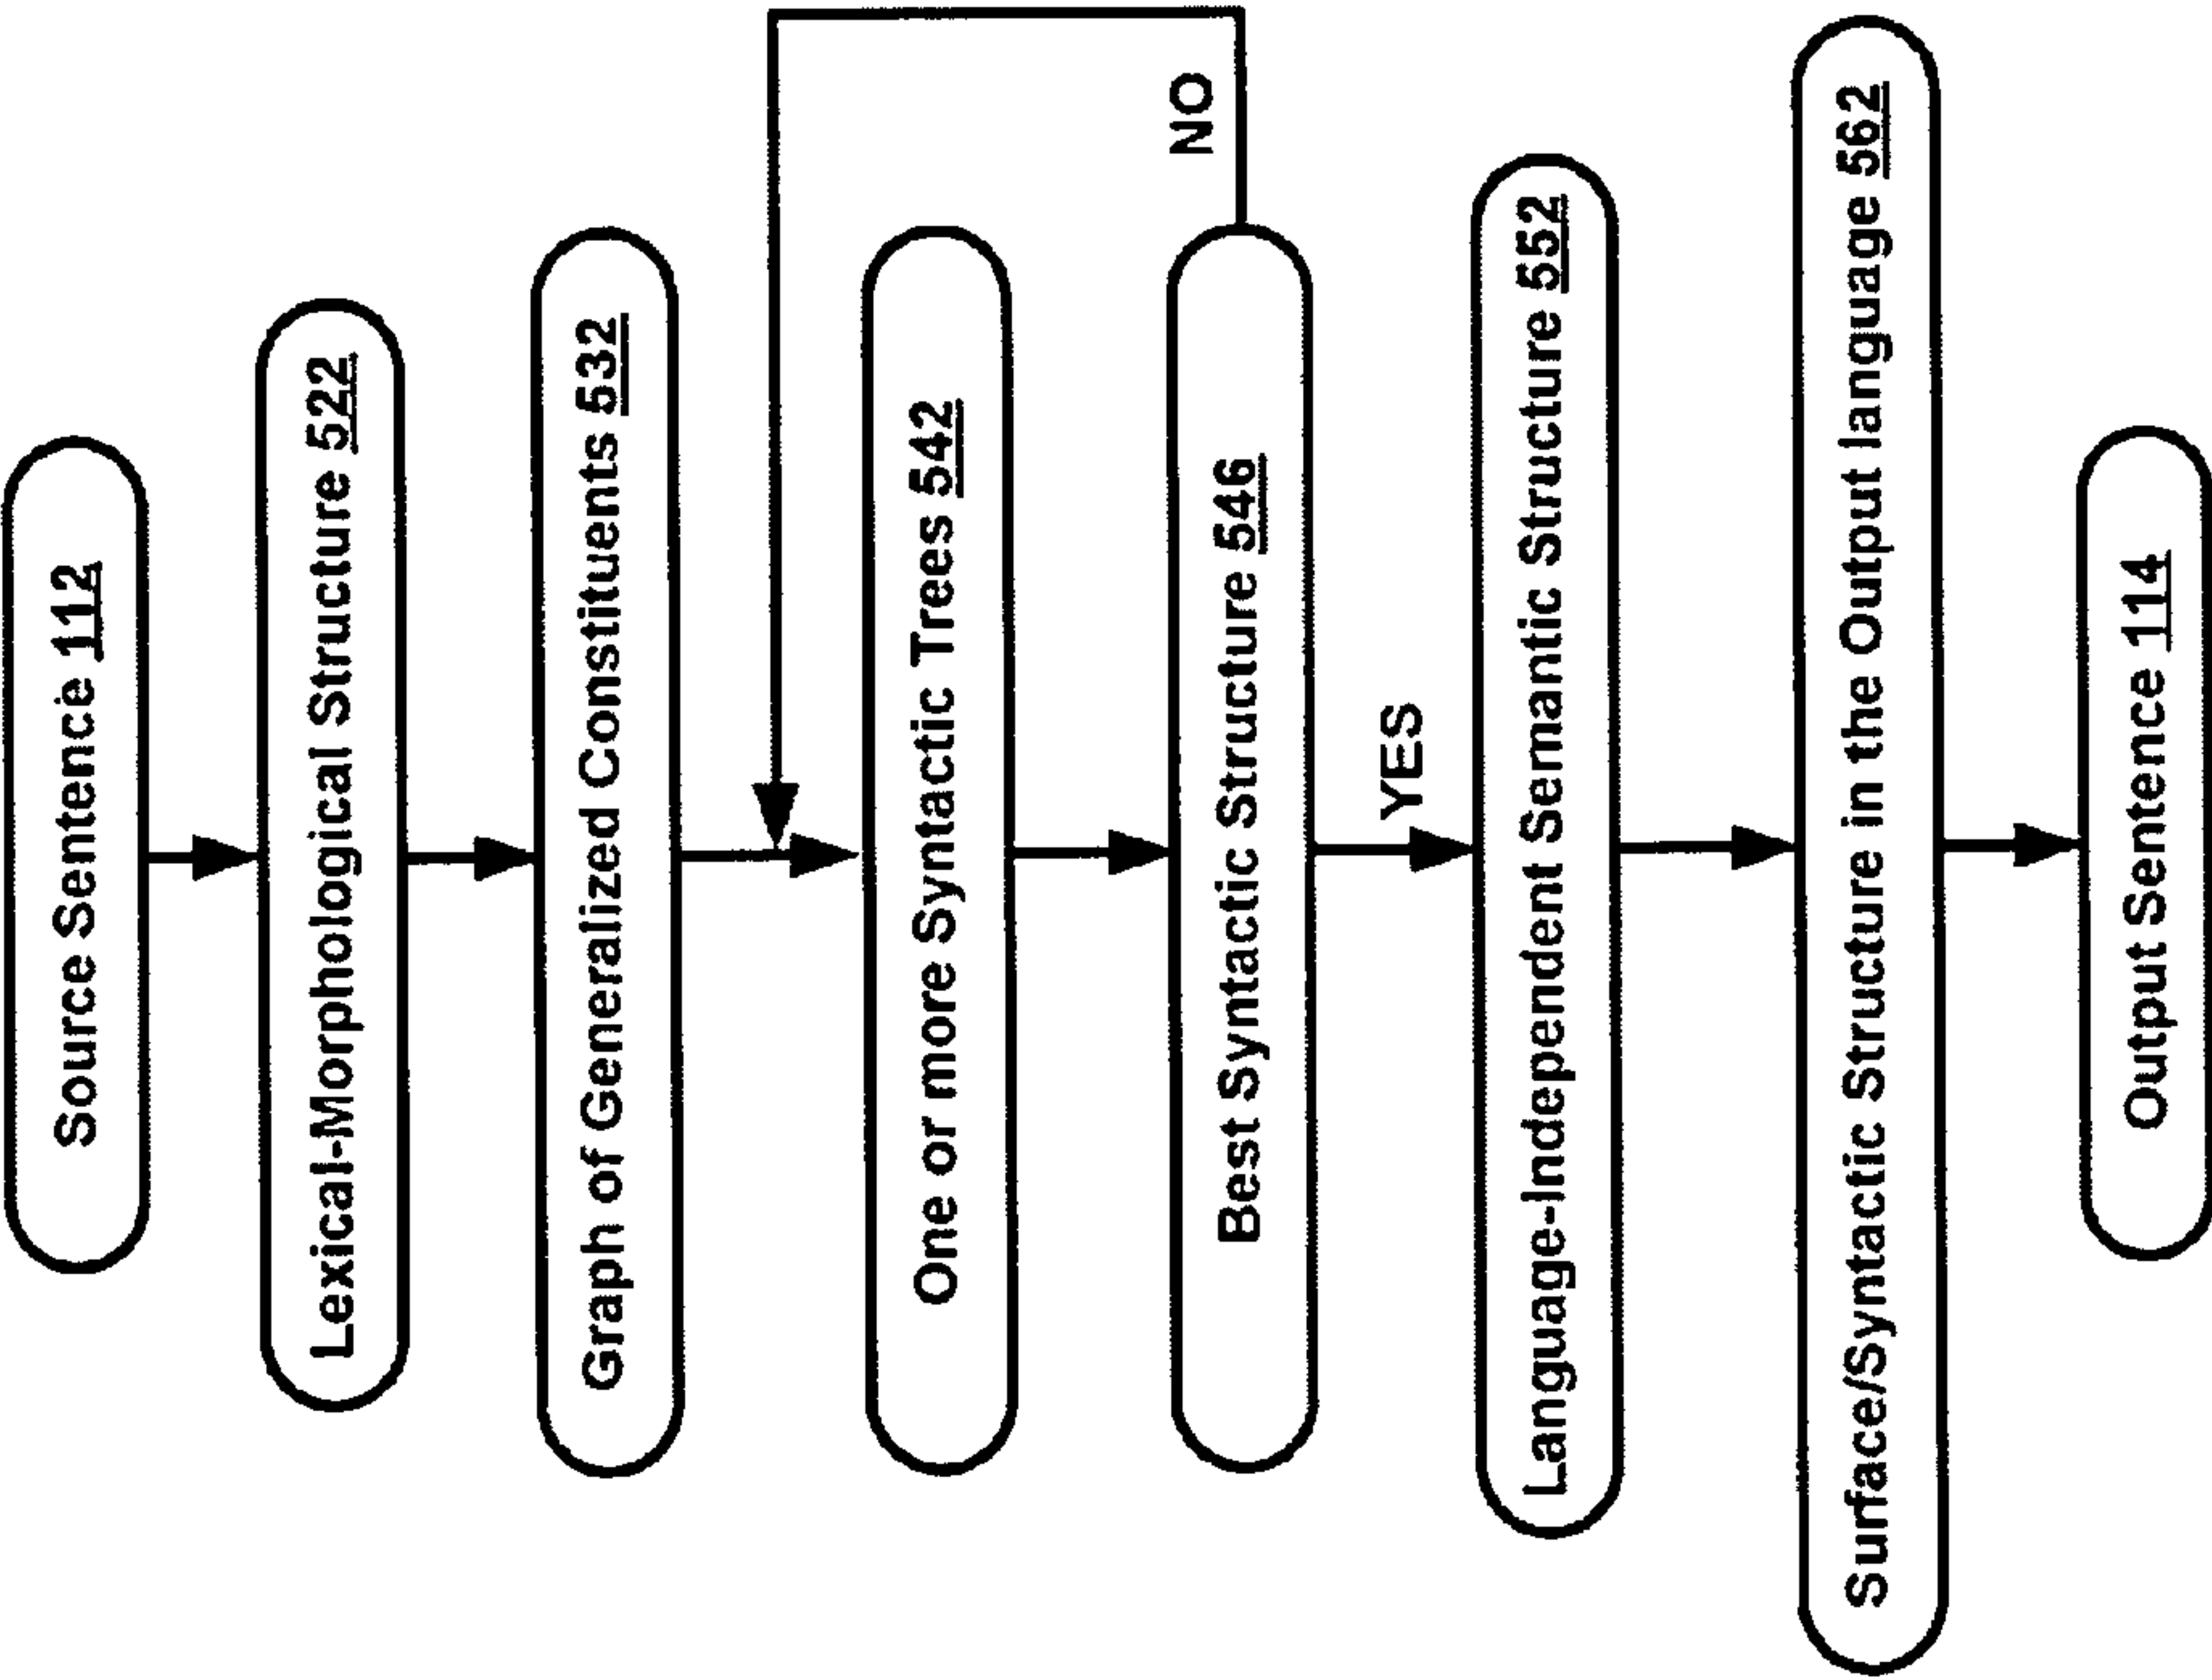 Source Sentence 112
Lexical-Morphological Structure 522
Graph of Generalized Constituents 532
One or more Syntactic Trees 542
Best Syntactic Structure 546
NO
YES
Language-Independent Semantic Structure 552
Surface/Syntactic Structure in the Output language 562
Output Sentence 114